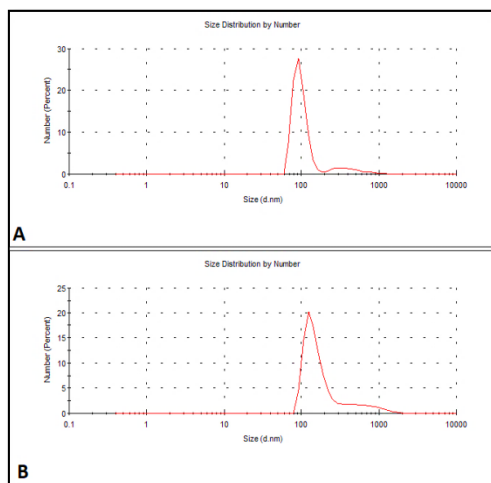 Size Distribution by Number
30
20
10
0
Number (Percent)
0.1 1 10 100 1000 10000
Size (d.nm)
A
Size Distribution by Number
25
20
15
10
5
0
Number (Percent)
0.1 1 10 100 1000 10000
Size (d.nm)
B